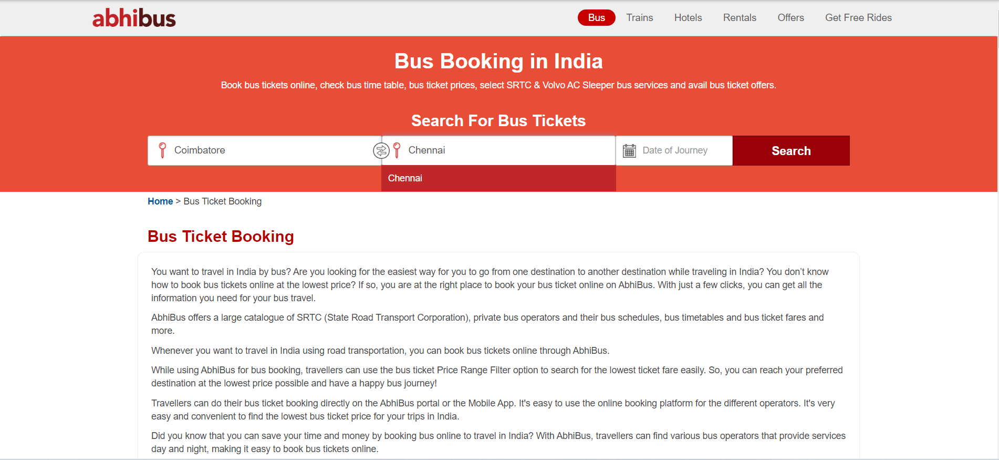 abhibus
Bus Trains Hotels Rentals Offers Get Free Rides
Bus Booking in India
Book bus tickets online, check bus time table, bus ticket prices, select SRTC & Volvo AC Sleeper bus services and avail bus ticket offers.
Search For Bus Tickets
Coimbatore Chennai Date of Journey Search
Chennai
Home > Bus Ticket Booking
Bus Ticket Booking
You want to travel in India by bus? Are you looking for the easiest way for you to go from one destination to another destination while traveling in India? You don’t know
how to book bus tickets online at the lowest price? If so, you are at the right place to book your bus ticket online on AbhiBus. With just a few clicks, you can get all the
information you need for your bus travel.
AbhiBus offers a large catalogue of SRTC (State Road Transport Corporation), private bus operators and their bus schedules, bus timetables and bus ticket fares and
more.
Whenever you want to travel in India using road transportation, you can book bus tickets online through AbhiBus.
While using AbhiBus for bus booking, travellers can use the bus ticket Price Range Filter option to search for the lowest ticket fare easily. So, you can reach your preferred
destination at the lowest price possible and have a happy bus journey!
Travellers can do their bus ticket booking directly on the AbhiBus portal or the Mobile App. It's easy to use the online booking platform for the different operators. It's very
easy and convenient to find the lowest bus ticket price for your trips in India.
Did you know that you can save your time and money by booking bus online to travel in India? With AbhiBus, travellers can find various bus operators that provide services
day and night, making it easy to book bus tickets online.